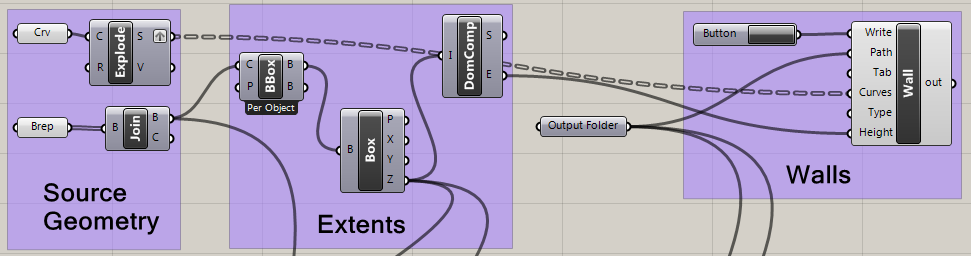 Crv
C
R
Explode
S
V
Brep
B
Join
B
C
Source
Geometry
C
P
BBox
B
B
Per Object
B
Box
P
X
Y
Z
I
DomComp
S
E
Extents
Output Folder
Button
Write
Path
Tab
Curves
Type
Height
Wall
out
Walls